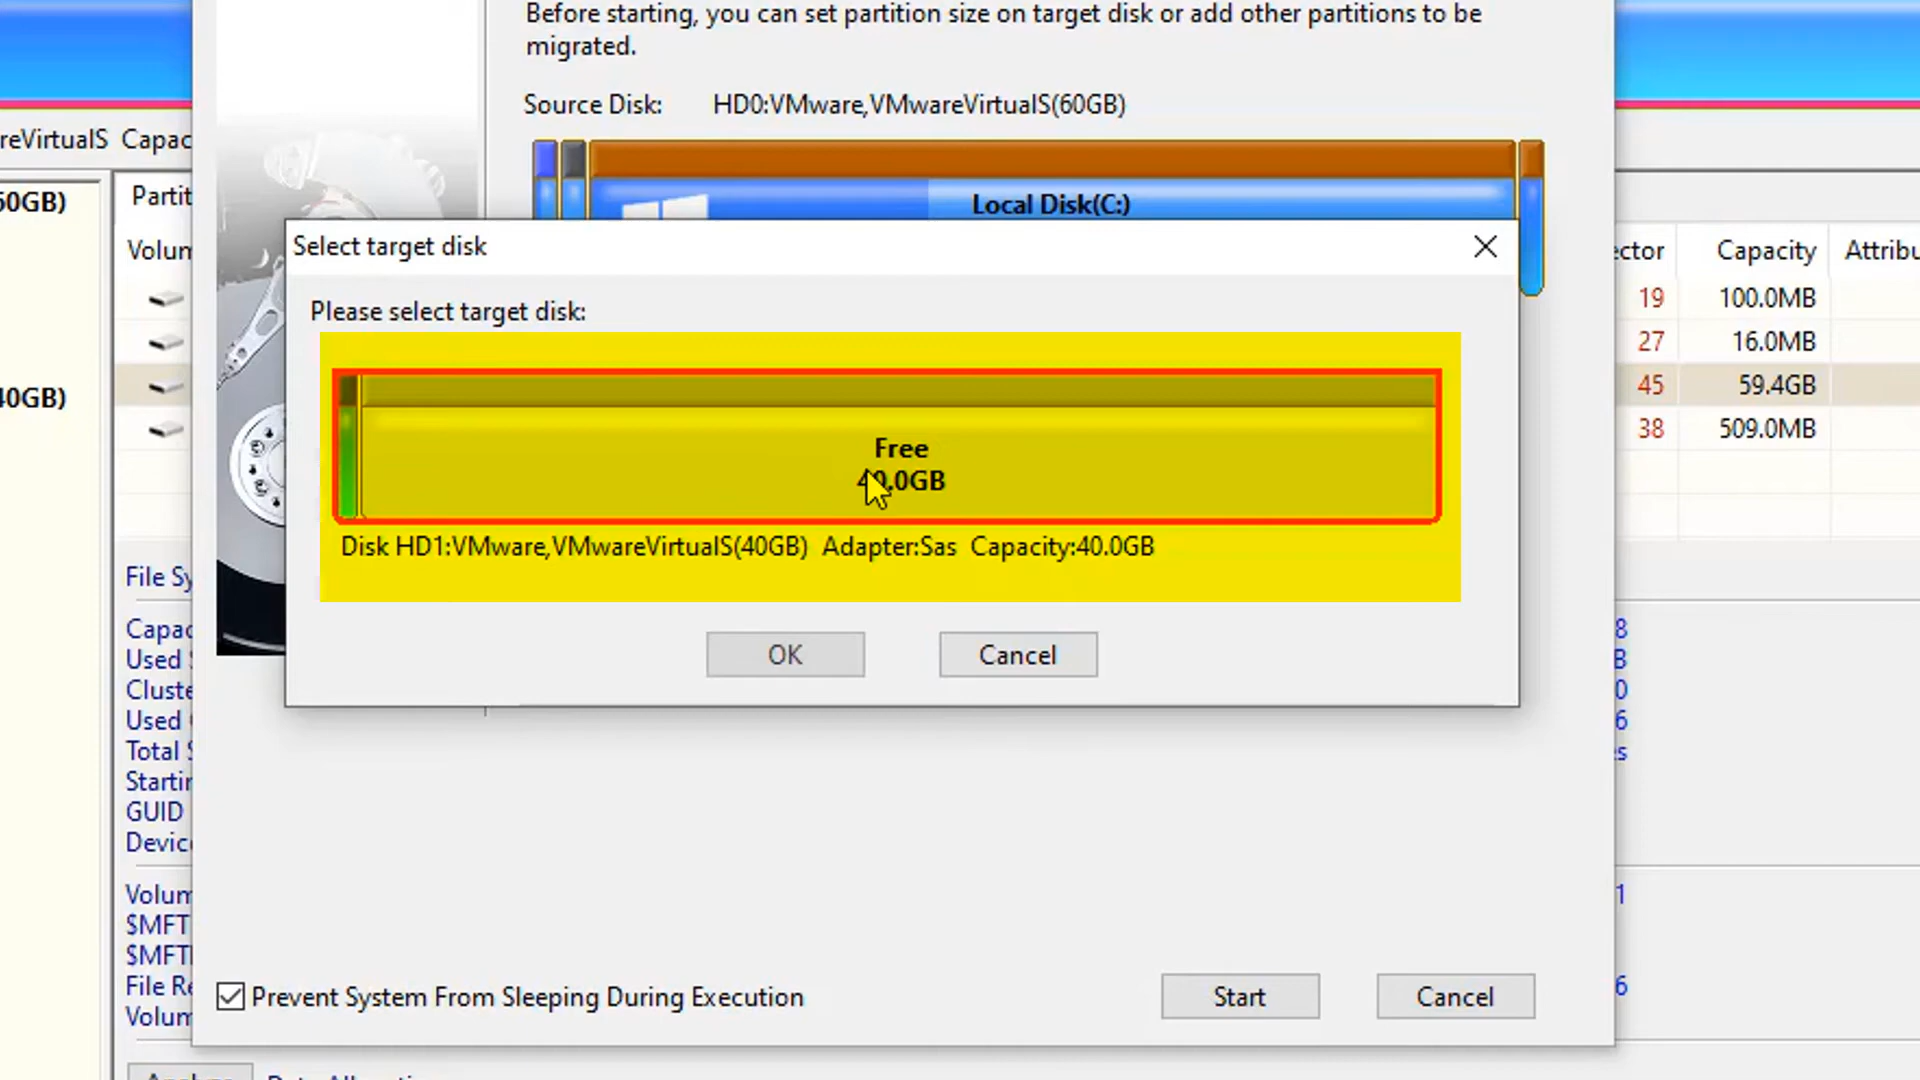 Before starting, you can set partition size on target disk or add other partitions to be
migrated.
Source Disk: HD0:VMware,VMwareVirtualS(60GB)
reVirtualS Capac
Local Disk(C:)
Partit
Volum
ector Capacity Attribu
19 100.0MB
27 16.0MB
45 59.4GB
38 509.0MB
Select target disk
Please select target disk:
Free
40.0GB
Disk HD1:VMware,VMwareVirtualS(40GB) Adapter:Sas Capacity:40.0GB
OK Cancel
File Sy
Capac
Used
Cluste
Used
Total
Startin
GUID
Device
Volum
$MFT
$MFT
File Re
Volum
Prevent System From Sleeping During Execution
Start Cancel